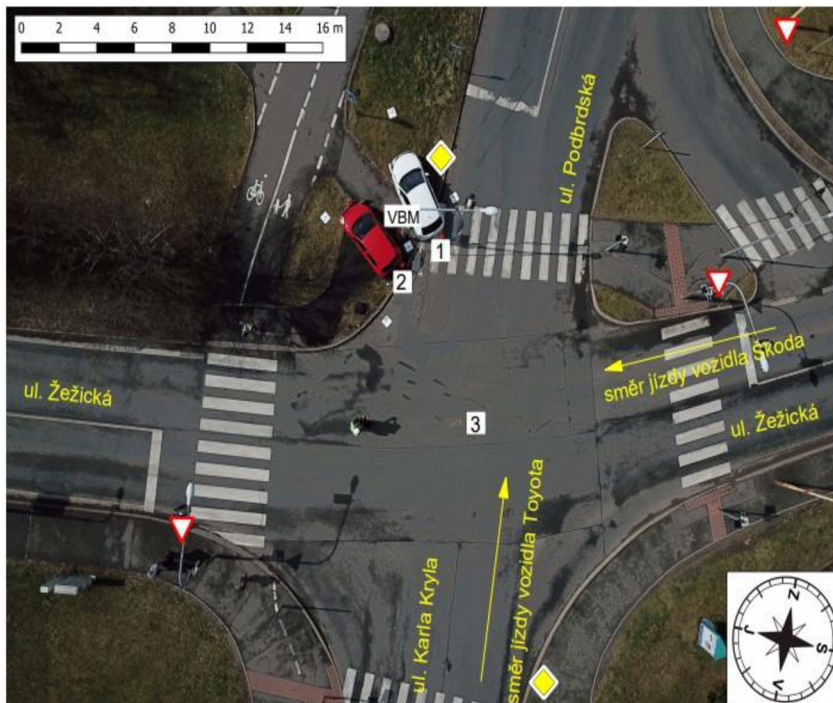 0 2 4 6 8 10 12 14 16 m
ul. Podbrdská
VBM
1
2
směr jízdy vozidla Škoda
ul. Žežická
ul. Žežická
3
směr jízdy vozidla Toyota
ul. Karla Kryla
Z
J
S
V